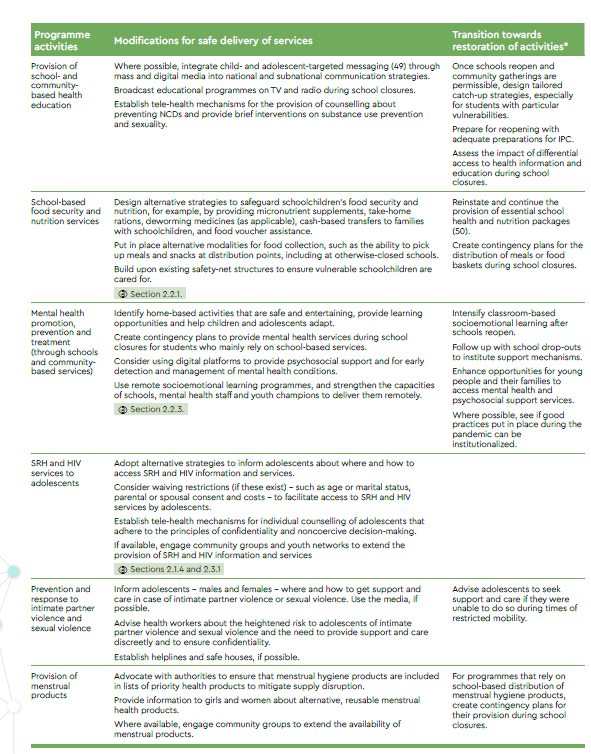 Programme
activities
Modifications for safe delivery of services
Transition towards
restoration of activities*
Provision of
school- and
community-
based health
education
Where possible, integrate child- and adolescent-targeted messaging (49) through
mass and digital media into national and subnational communication strategies.
Broadcast educational programmes on TV and radio during school closures.
Establish tele-health mechanisms for the provision of counselling about
preventing NCDs and provide brief interventions on substance use prevention
and sexuality.
Once schools reopen and
community gatherings are
permissible, design tailored
catch-up strategies, especially
for students with particular
vulnerabilities.
Prepare for reopening with
adequate preparations for IPC.
Assess the impact of differential
access to health information and
education during school
closures.
School-based
food security and
nutrition services
Design alternative strategies to safeguard schoolchildren's food security and
nutrition, for example, by providing micronutrient supplements, take-home
rations, deworming medicines (as applicable), cash-based transfers to families
with schoolchildren, and food voucher assistance.
Put in place alternative modalities for food collection, such as the ability to pick
up meals and snacks at distribution points, including at otherwise-closed schools.
Build upon existing safety-net structures to ensure vulnerable schoolchildren are
cared for.
Section 2.2.1.
Reinstate and continue the
provision of essential school
health and nutrition packages
(50).
Create contingency plans for the
distribution of meals or food
baskets during school closures.
Mental health
promotion,
prevention and
treatment
(through schools
and community-
based services)
Identify home-based activities that are safe and entertaining, provide learning
opportunities and help children and adolescents adapt.
Create contingency plans to provide mental health services during school
closures for students who mainly rely on school-based services.
Consider using digital platforms to provide psychosocial support and for early
detection and management of mental health conditions.
Use remote socioemotional learning programmes, and strengthen the capacities
of schools, mental health staff and youth champions to deliver them remotely.
Section 2.2.3.
Intensify classroom-based
socioemotional learning after
schools reopen.
Follow up with school drop-outs
to institute support mechanisms.
Enhance opportunities for young
people and their families to
access mental health and
psychosocial support services.
Where possible, see if good
practices put in place during the
pandemic can be
institutionalized.
SRH and HIV
services to
adolescents
Adopt alternative strategies to inform adolescents about where and how to
access SRH and HIV information and services.
Consider waiving restrictions (if these exist) – such as age or marital status,
parental or spousal consent and costs – to facilitate access to SRH and HIV
services by adolescents.
Establish tele-health mechanisms for individual counselling of adolescents that
adhere to the principles of confidentiality and noncoercive decision-making.
If available, engage community groups and youth networks to extend the
provision of SRH and HIV information and services
Sections 2.1.4 and 2.3.1
Prevention and
response to
intimate partner
violence and
sexual violence
Inform adolescents – males and females – where and how to get support and
care in case of intimate partner violence or sexual violence. Use the media, if
possible.
Advise health workers about the heightened risk to adolescents of intimate
partner violence and sexual violence and the need to provide support and care
discreetly and to ensure confidentiality.
Establish helplines and safe houses, if possible.
Advise adolescents to seek
support and care if they were
unable to do so during times of
restricted mobility.
Provision of
menstrual
products
Advocate with authorities to ensure that menstrual hygiene products are included
in lists of priority health products to mitigate supply disruption.
Provide information to girls and women about alternative, reusable menstrual
health products.
Where available, engage community groups to extend the availability of
menstrual products.
For programmes that rely on
school-based distribution of
menstrual hygiene products,
create contingency plans for
their provision during school
closures.